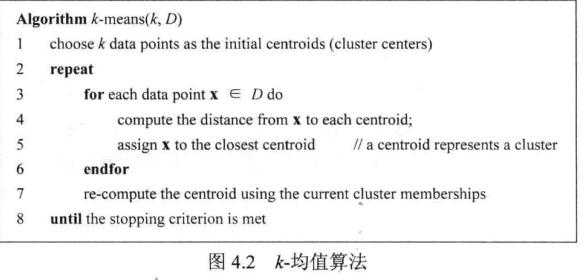 Algorithm k-means(k, D)
1 choose k data points as the initial centroids (cluster centers)
2 repeat
3 for each data point x ∈ D do
4 compute the distance from x to each centroid;
5 assign x to the closest centroid // a centroid represents a cluster
6 endfor
7 re-compute the centroid using the current cluster memberships
8 until the stopping criterion is met
图 4.2 k-均值算法